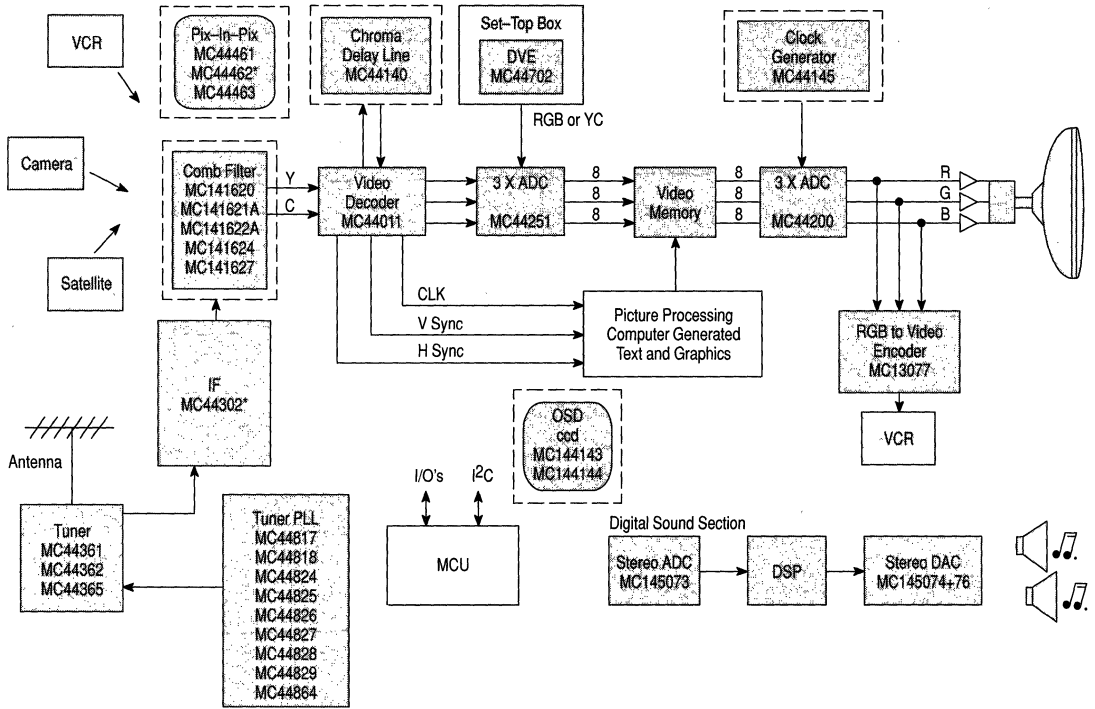 VCR
Pix–In–Pix
MC44461
MC44462*
MC44463
Chroma
Delay Line
MC44140
Set–Top Box
DVE
MC44702
RGB or YC
Clock
Generator
MC44145
Camera
Satellite
Comb Filter
MC141620
MC141621A
MC141622A
MC141624
MC141627
Y
C
Video
Decoder
MC44011
3 X ADC
MC44251
8
8
8
Video
Memory
8
8
8
3 X ADC
MC44200
R
G
B
CLK
V Sync
H Sync
Picture Processing
Computer Generated
Text and Graphics
RGB to Video
Encoder
MC13077
VCR
IF
MC44302*
Antenna
Tuner
MC44361
MC44362
MC44365
Tuner PLL
MC44817
MC44818
MC44824
MC44825
MC44826
MC44827
MC44828
MC44829
MC44864
I/O's
I2C
MCU
OSD
ccd
MC144143
MC144144
Digital Sound Section
Stereo ADC
MC145073
DSP
Stereo DAC
MC145074+76